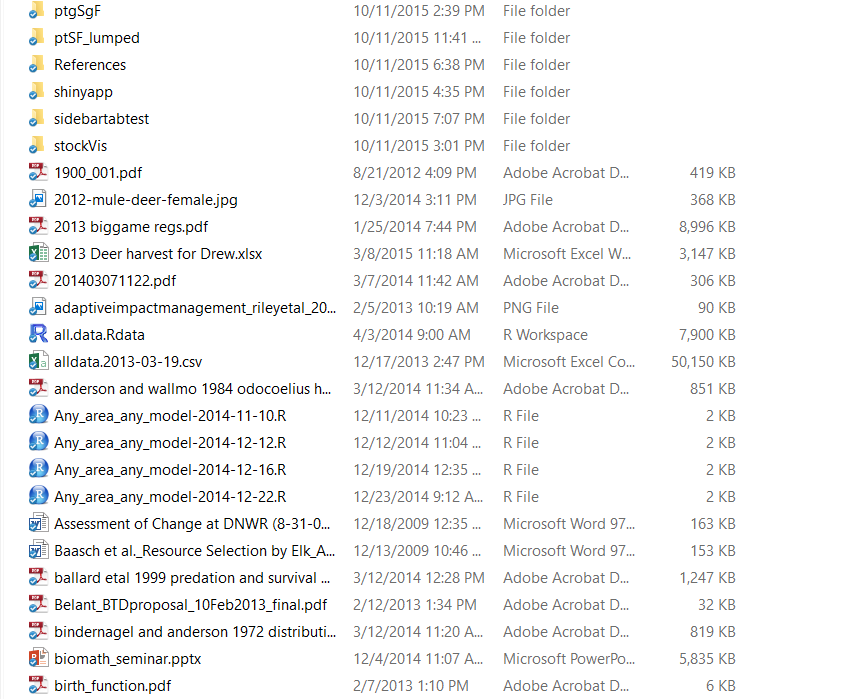 ptgSgF 10/11/2015 2:39 PM File folder
ptSF_lumped 10/11/2015 11:41 ... File folder
References 10/11/2015 6:38 PM File folder
shinyapp 10/11/2015 4:35 PM File folder
sidebartabtest 10/11/2015 7:07 PM File folder
stockVis 10/11/2015 3:01 PM File folder
1900_001.pdf 8/21/2012 4:09 PM Adobe Acrobat D... 419 KB
2012-mule-deer-female.jpg 12/3/2014 3:11 PM JPG File 368 KB
2013 biggame regs.pdf 1/25/2014 7:44 PM Adobe Acrobat D... 8,996 KB
2013 Deer harvest for Drew.xlsx 3/8/2015 11:18 AM Microsoft Excel W... 3,147 KB
201403071122.pdf 3/7/2014 11:42 AM Adobe Acrobat D... 306 KB
adaptiveimpactmanagement_rileyetal_20... 2/5/2013 10:19 AM PNG File 90 KB
all.data.Rdata 4/3/2014 9:00 AM R Workspace 7,900 KB
alldata.2013-03-19.csv 12/17/2013 2:47 PM Microsoft Excel Co... 50,150 KB
anderson and wallmo 1984 odocoelius h... 3/12/2014 11:34 A... Adobe Acrobat D... 851 KB
Any_area_any_model-2014-11-10.R 12/11/2014 10:23 ... R File 2 KB
Any_area_any_model-2014-12-12.R 12/12/2014 11:04 ... R File 2 KB
Any_area_any_model-2014-12-16.R 12/19/2014 12:35 ... R File 2 KB
Any_area_any_model-2014-12-22.R 12/23/2014 9:12 A... R File 2 KB
Assessment of Change at DNWR (8-31-0... 12/18/2009 12:35 ... Microsoft Word 97... 163 KB
Baasch et al._Resource Selection by Elk_A... 12/13/2009 10:46 ... Microsoft Word 97... 153 KB
ballard etal 1999 predation and survival ... 3/12/2014 12:28 PM Adobe Acrobat D... 1,247 KB
Belant_BTDproposal_10Feb2013_final.pdf 2/12/2013 1:34 PM Adobe Acrobat D... 32 KB
bindernagel and anderson 1972 distributi... 3/12/2014 11:20 A... Adobe Acrobat D... 819 KB
biomath_seminar.pptx 12/4/2014 11:07 A... Microsoft PowerPo... 5,835 KB
birth_function.pdf 2/7/2013 1:10 PM Adobe Acrobat D... 6 KB